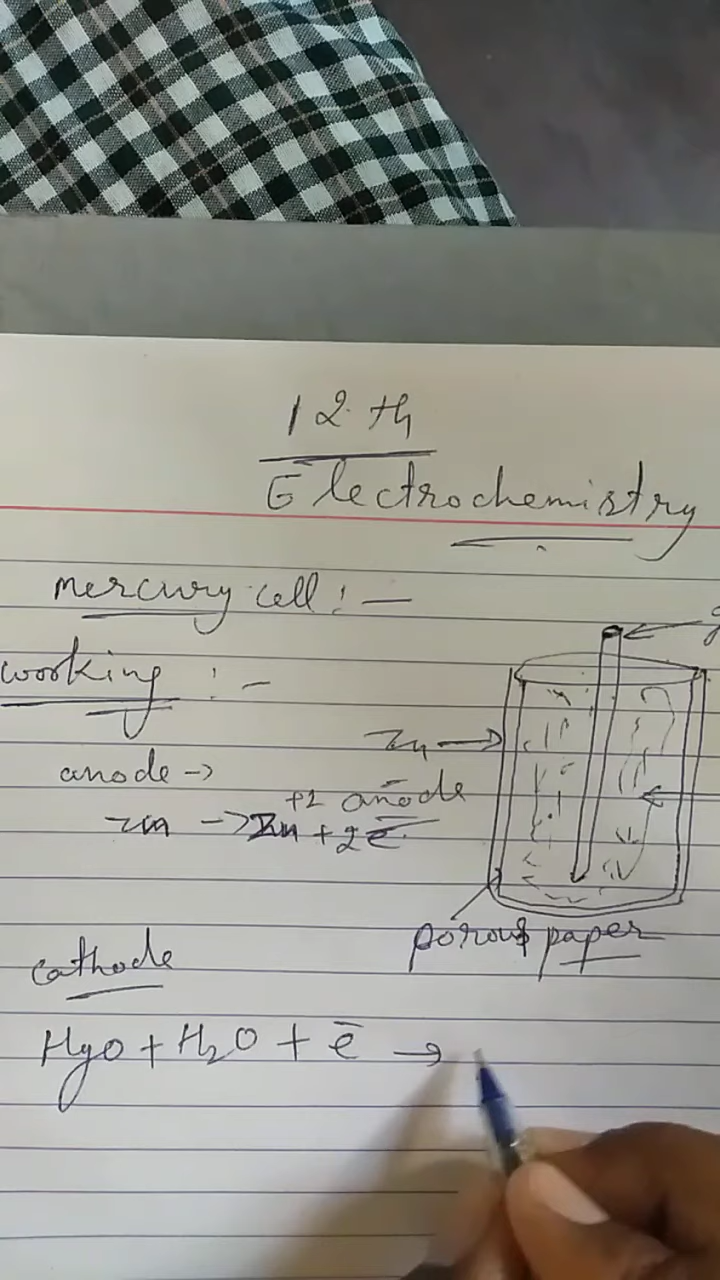 12th
Electrochemistry
mercury cell :-
working :-
anode →
Zn → Zn+2 + 2e-
Zn →
anode
porous paper
cathode
HgO + H2O + ē →